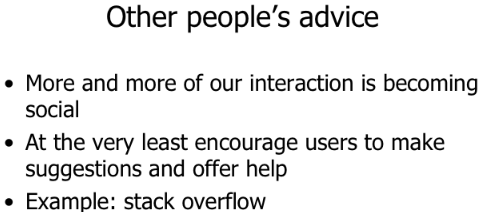 Other people’s advice
• More and more of our interaction is becoming
social
• At the very least encourage users to make
suggestions and offer help
• Example: stack overflow